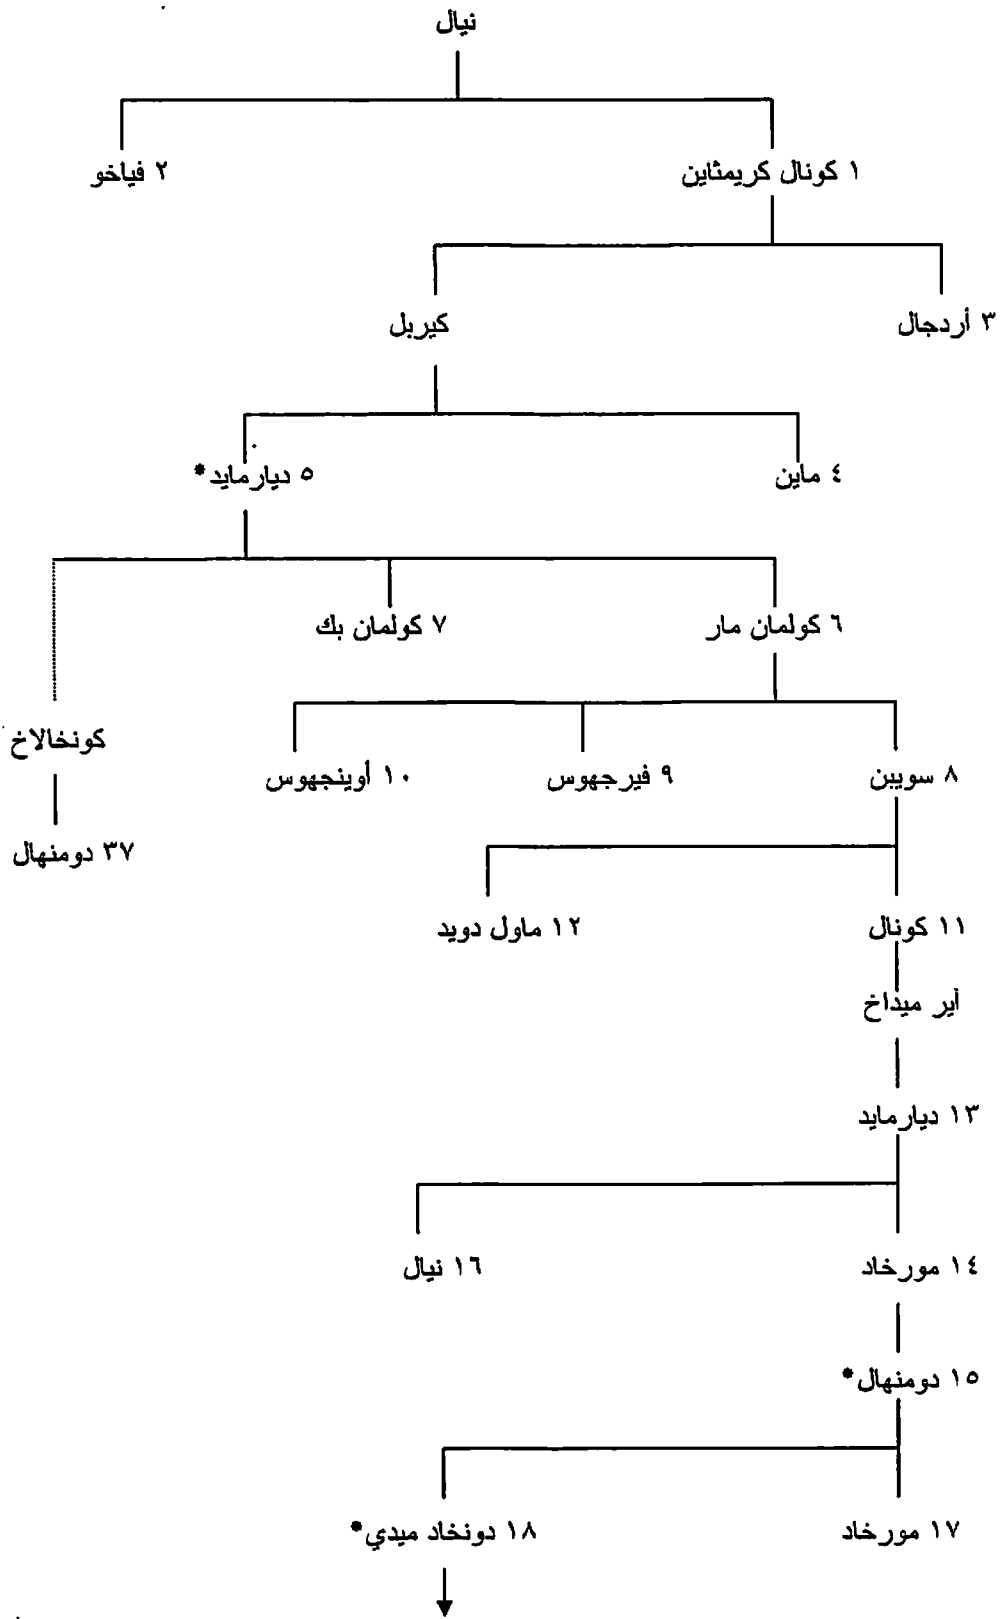 نيال
١ كونال كريمثاين
٢ فياخو
٣ أردجال
كيربل
٤ ماين
٥ ديارمايد*
٦ كولمان مار
٧ كولمان بك
كونخالاخ
٨ سويبن
٩ فيرجهوس
١٠ أوينجهوس
٣٧ دومنهال
١١ كونال
١٢ ماول دويد
آير ميداخ
١٣ ديارمايد
١٤ مورخاد
١٦ نيال
١٥ دومنهال*
١٧ مورخاد
١٨ دونخاد ميدي*